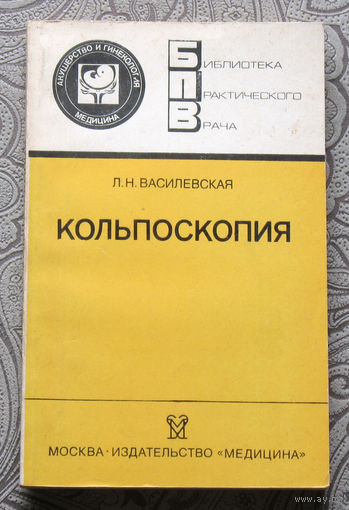 АКУШЕРСТВО И ГИНЕКОЛОГИЯ
МЕДИЦИНА
БИБЛИОТЕКА
ПРАКТИЧЕСКОГО
ВРАЧА
Л.Н. ВАСИЛЕВСКАЯ
КОЛЬПОСКОПИЯ
МОСКВА · ИЗДАТЕЛЬСТВО «МЕДИЦИНА»